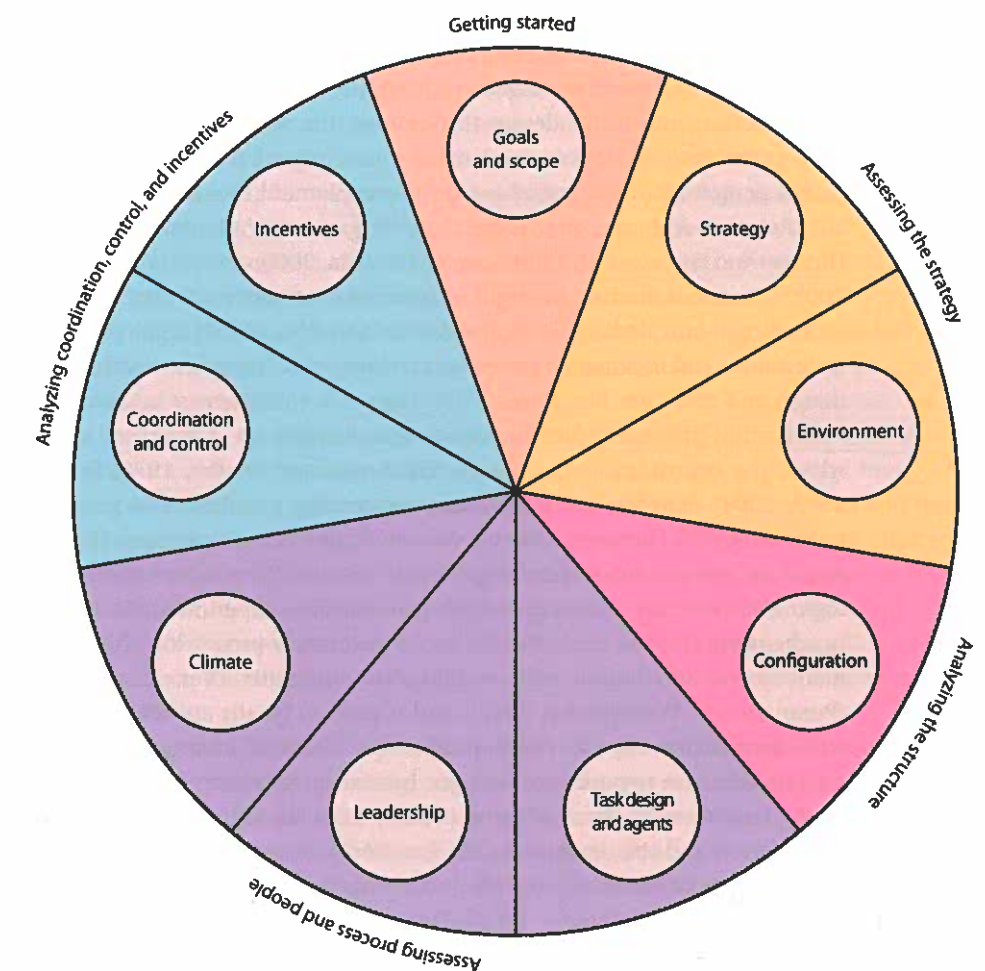 Getting started
Goals
and scope
Assessing the strategy
Strategy
Environment
Analyzing the structure
Configuration
Assessing process and people
Task design
and agents
Leadership
Climate
Analyzing coordination, control, and incentives
Coordination
and control
Incentives